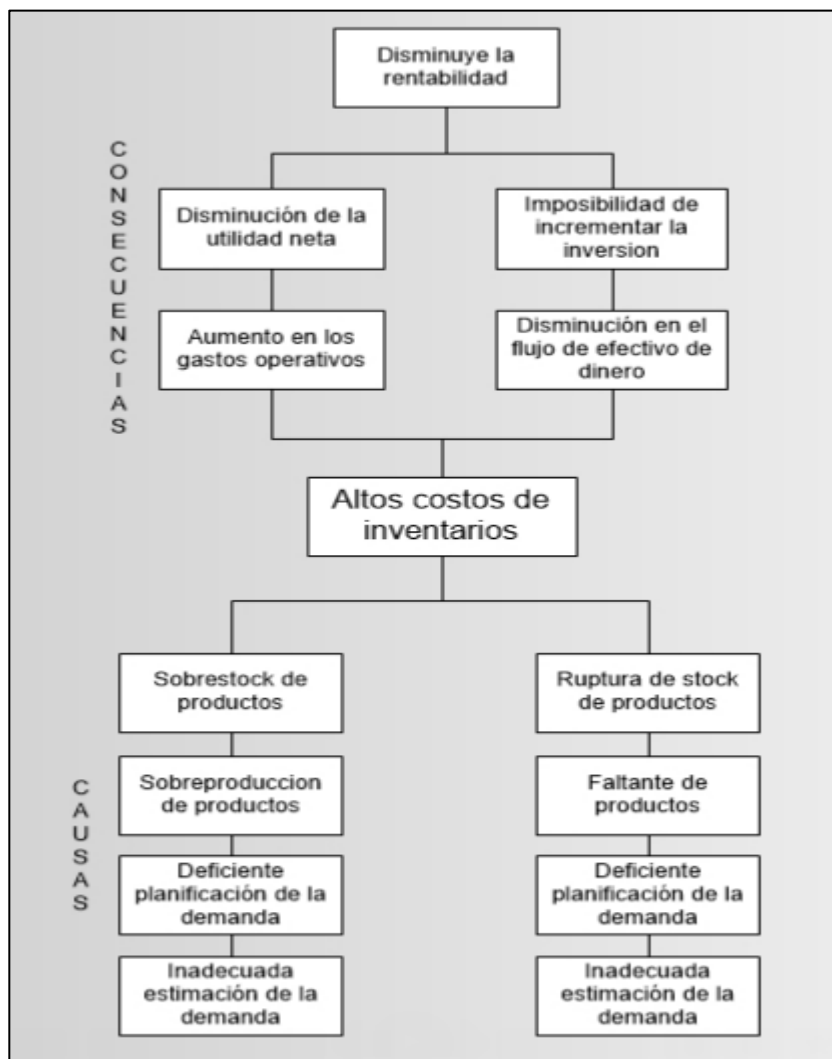 Disminuye la
rentabilidad
CONSECUENCIAS
Disminución de la
utilidad neta
Imposibilidad de
incrementar la
inversion
Aumento en los
gastos operativos
Disminución en el
flujo de efectivo de
dinero
Altos costos de
inventarios
CAUSAS
Sobrestock de
productos
Ruptura de stock
de productos
Sobreproduccion
de productos
Faltante de
productos
Deficiente
planificación de la
demanda
Deficiente
planificación de la
demanda
Inadecuada
estimación de la
demanda
Inadecuada
estimación de la
demanda